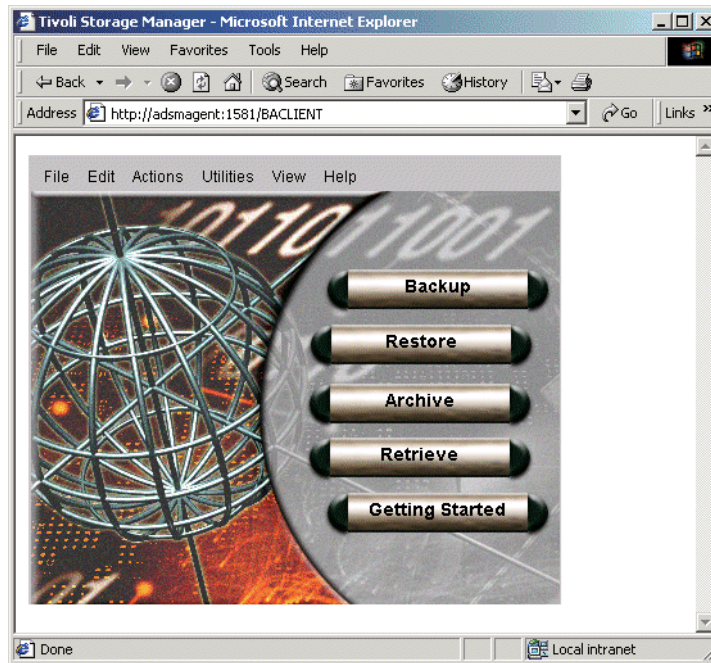 Tivoli Storage Manager - Microsoft Internet Explorer
File Edit View Favorites Tools Help
Back Search Favorites History
Address http://adsmagent:1581/BACLIENT Go Links »
File Edit Actions Utilities View Help
1011011001
Backup
Restore
Archive
Retrieve
Getting Started
01
Done Local intranet